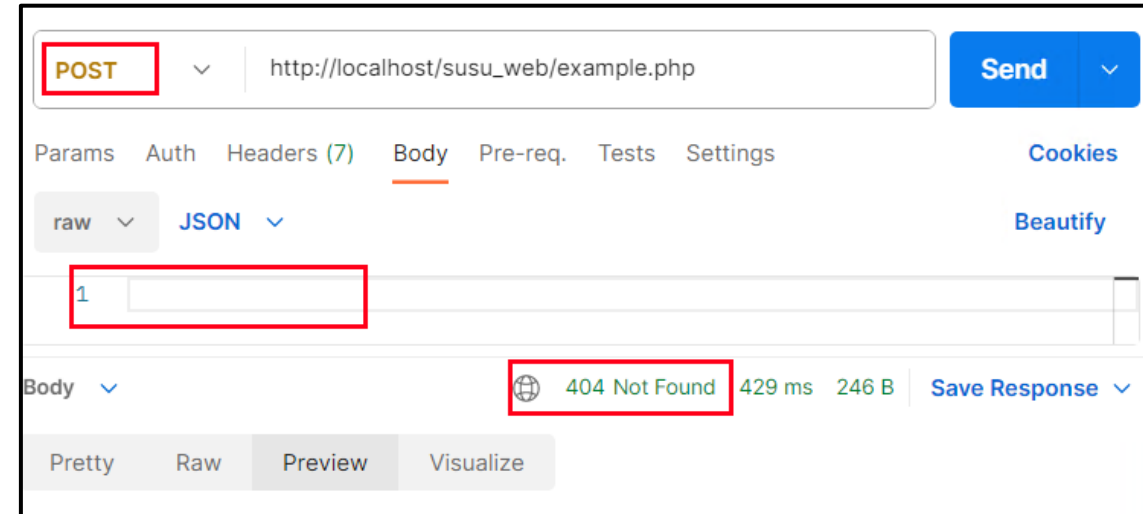 POST http://localhost/susu_web/example.php Send
Params Auth Headers (7) Body Pre-req. Tests Settings Cookies
raw JSON Beautify
1
Body 404 Not Found 429 ms 246 B Save Response
Pretty Raw Preview Visualize